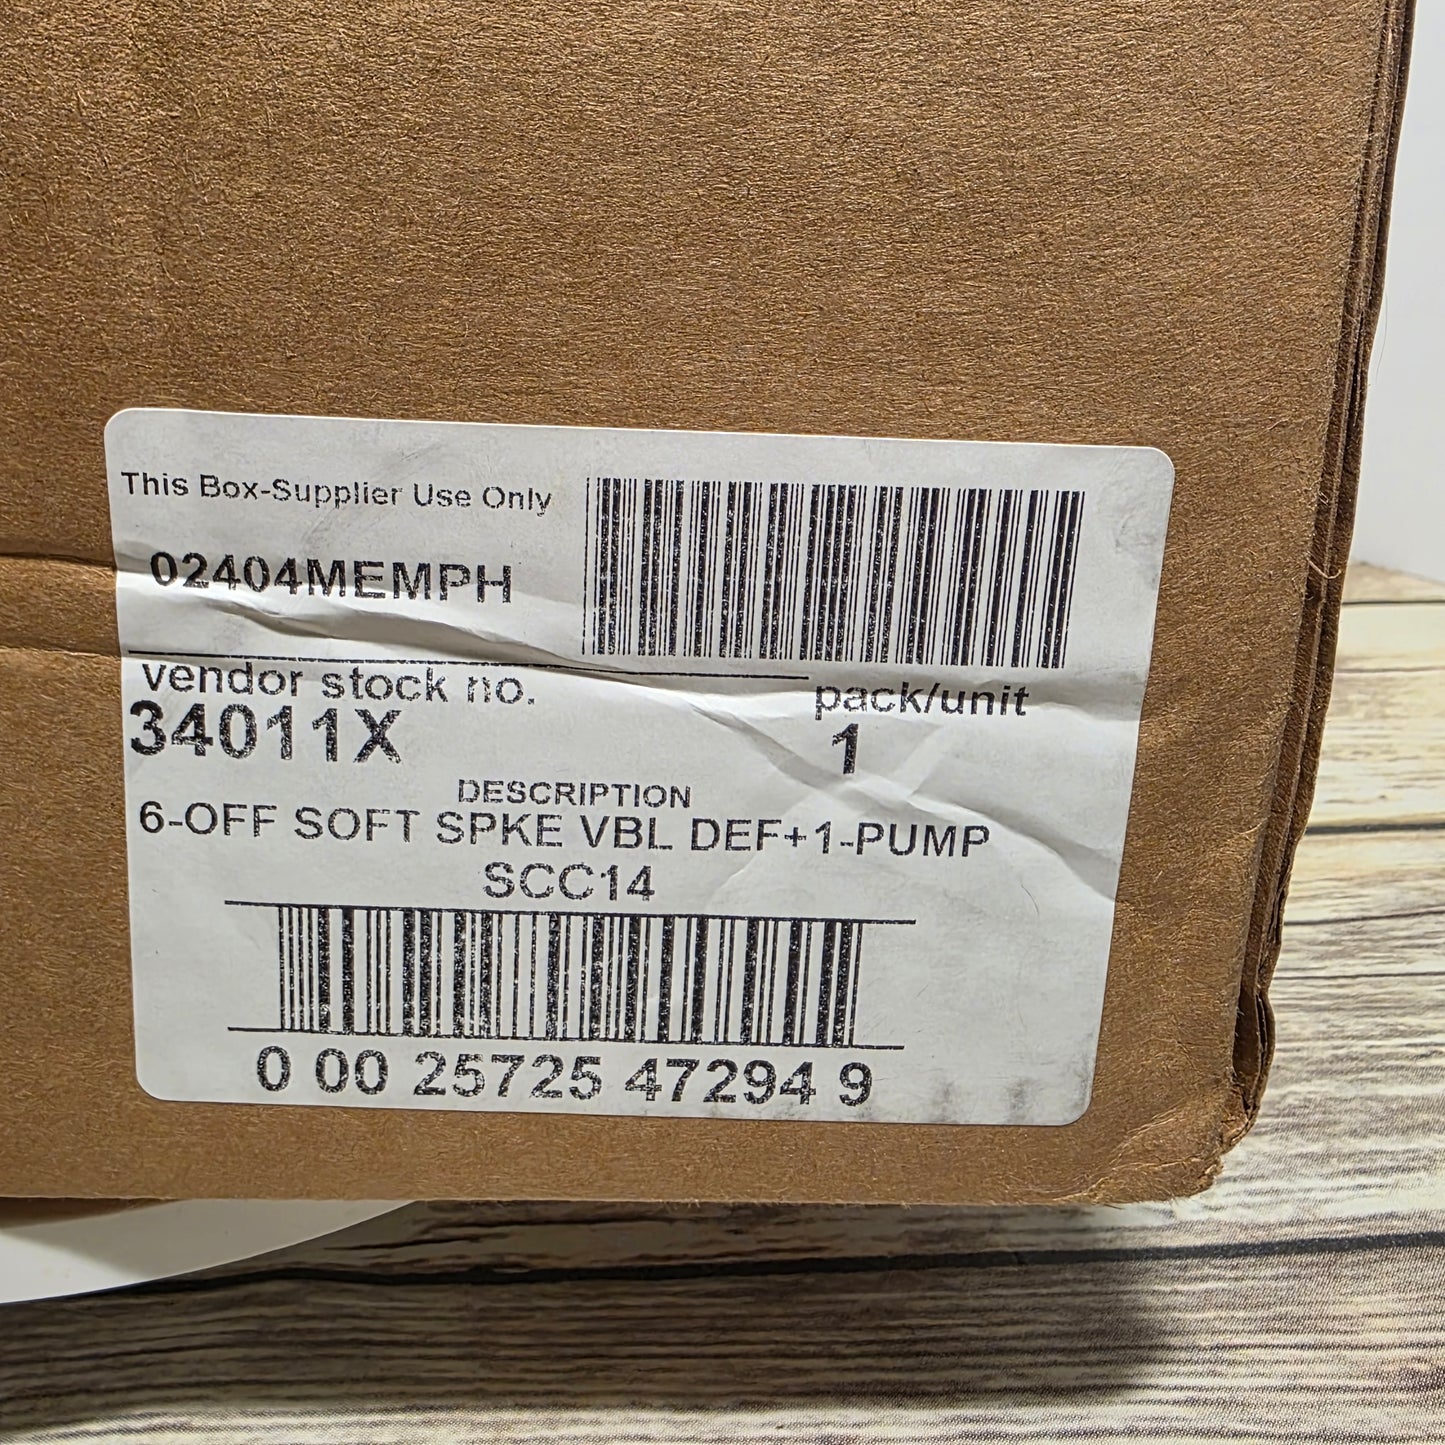 This Box-Supplier Use Only
02404MEMPH
vendor stock no.
34011X
pack/unit
1
DESCRIPTION
6-OFF SOFT SPKE VBL DEF+1-PUMP
SCC14
0 00 25725 47294 9